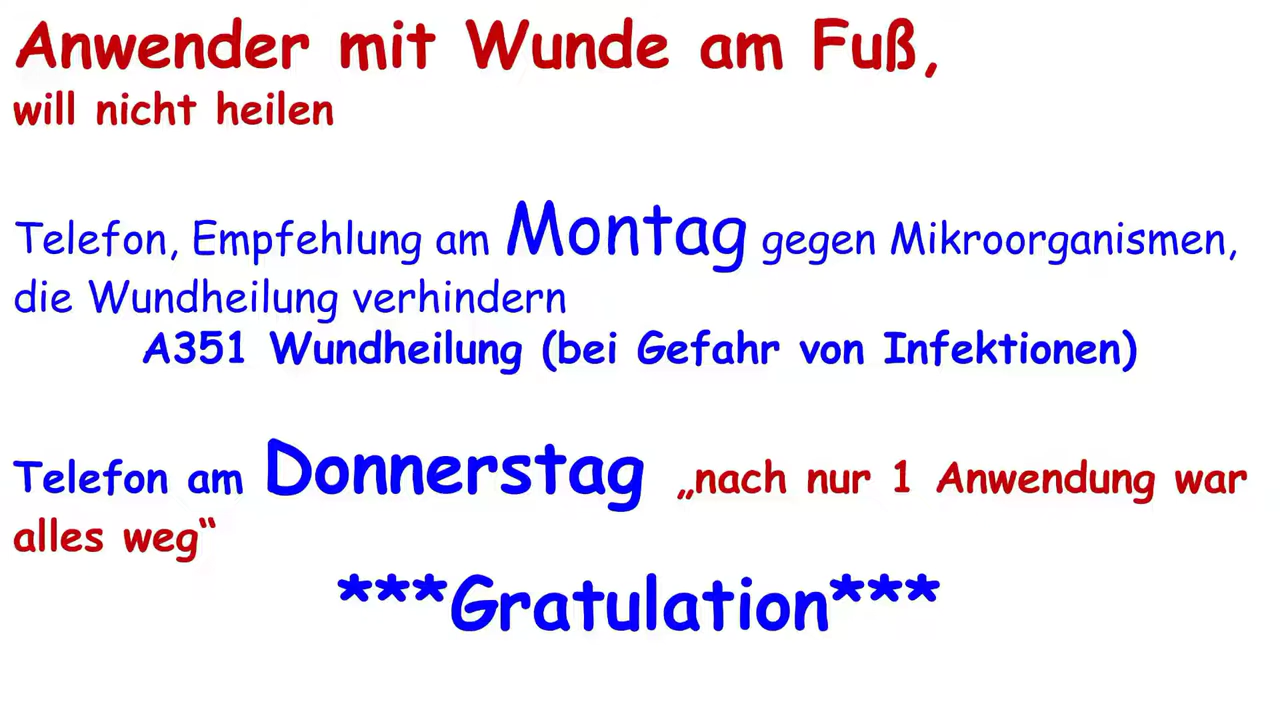 Anwender mit Wunde am Fuß,
will nicht heilen
Telefon, Empfehlung am Montag gegen Mikroorganismen,
die Wundheilung verhindern
A351 Wundheilung (bei Gefahr von Infektionen)
Telefon am Donnerstag „nach nur 1 Anwendung war
alles weg“
***Gratulation***